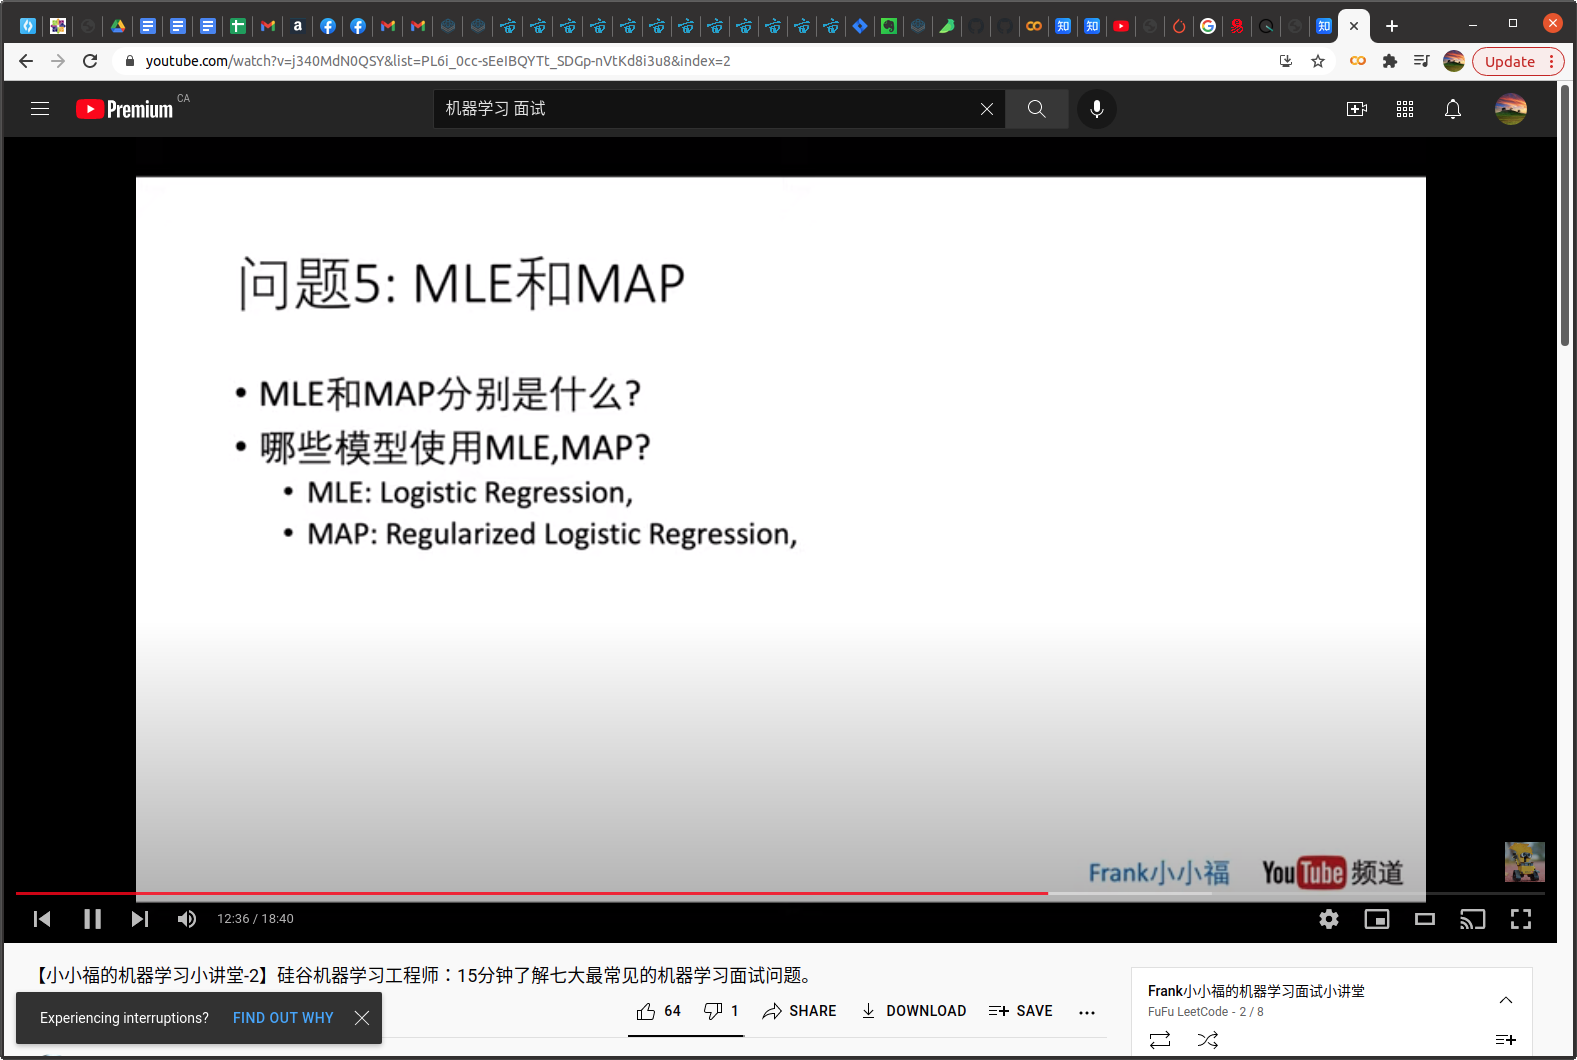 youtube.com/watch?v=j340MdN0QSY&list=PL6i_0cc-sEeIBQYTt_SDGp-nVtKd8i3u8&index=2
Update
Premium CA
机器学习 面试
问题5: MLE和MAP
• MLE和MAP分别是什么?
• 哪些模型使用MLE,MAP?
• MLE: Logistic Regression,
• MAP: Regularized Logistic Regression,
Frank小小福 YouTube 频道
12:36 / 18:40
【小小福的机器学习小讲堂-2】硅谷机器学习工程师：15分钟了解七大最常见的机器学习面试问题。
Experiencing interruptions? FIND OUT WHY
64 1 SHARE DOWNLOAD SAVE
Frank小小福的机器学习面试小讲堂
FuFu LeetCode - 2 / 8